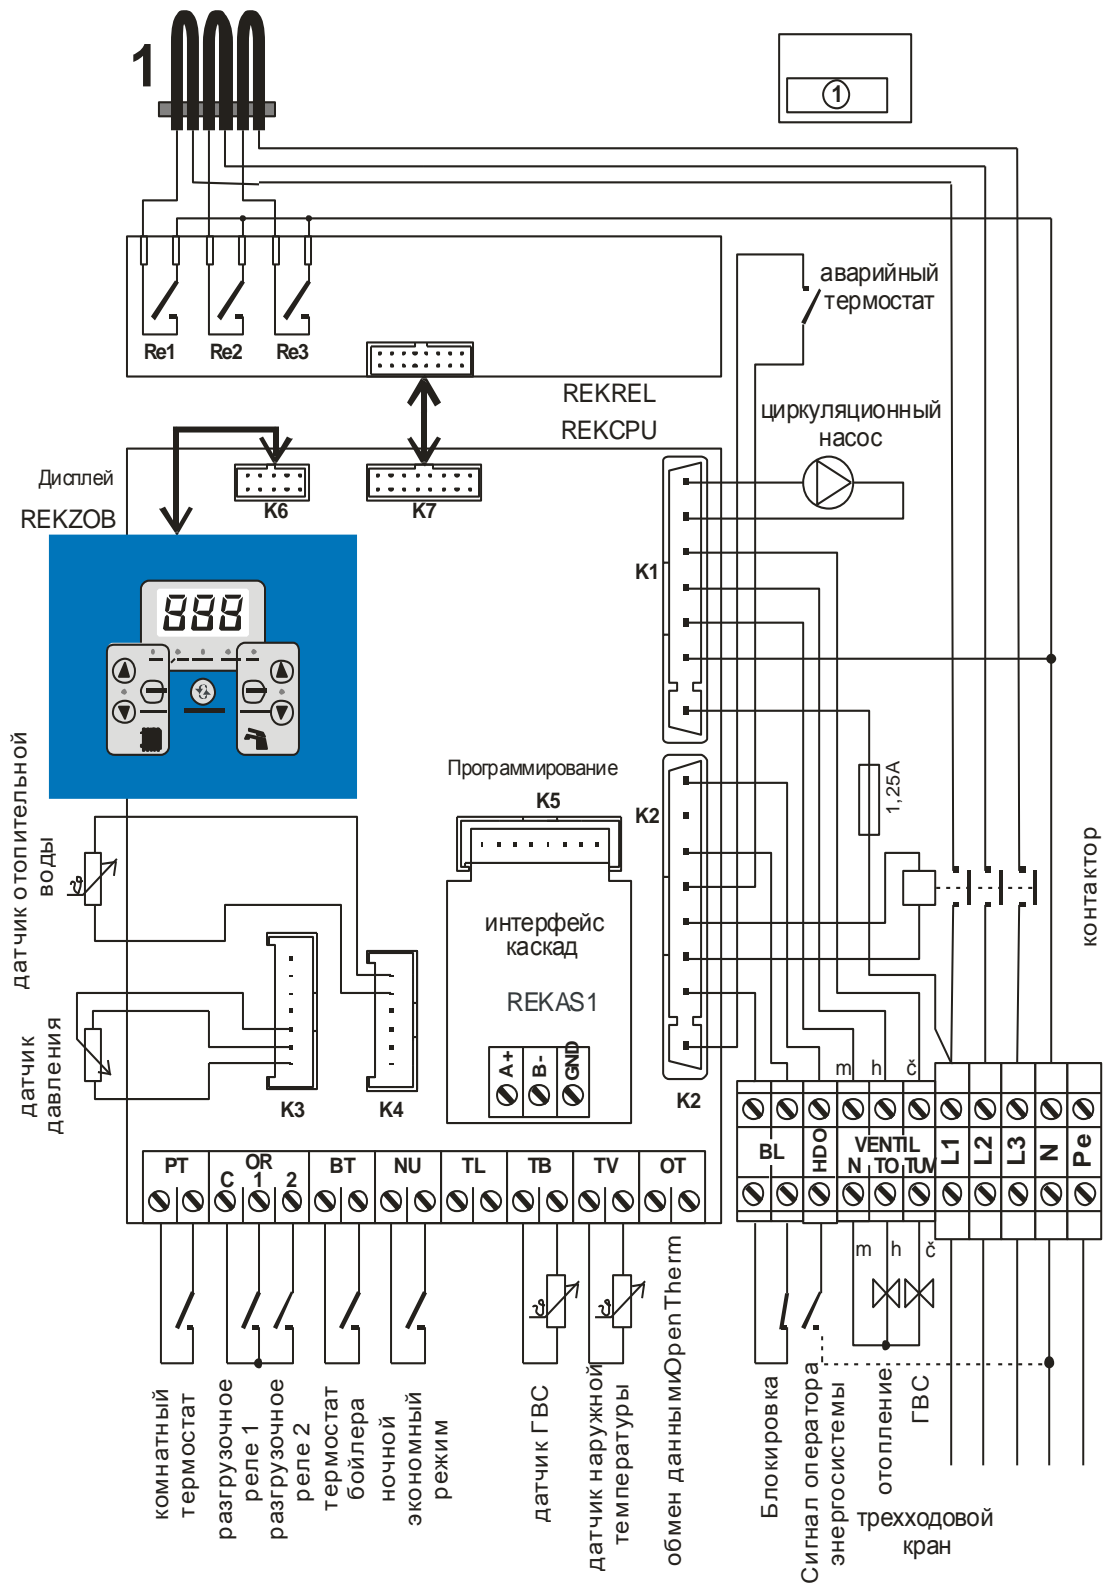 1
1
аварийный
термостат
Re1 Re2 Re3
REKREL
REKCPU
циркуляционный
насос
Дисплей
REKZOB
K6 K7
K1
888
датчик отопительной
воды
Программирование
K5
K2
1,25A
контактор
интерфейс
каскад
REKAS1
датчик
давления
A+ B- GND
K3 K4 K2
m h č
PT OR BT NU TL TB TV OT
C 1 2
BL HDO VENTIL L1 L2 L3 N Pe
N TO TUV
m h č
комнатный
термостат
разгрузочное
реле 1
разгрузочное
реле 2
термостат
бойлера
ночной
экономный
режим
датчик ГВС
датчик наружной
температуры
обмен даннымиOpenTherm
Блокировка
Сигнал оператора
энергосистемы
отопление
ГВС
трехходовой
кран